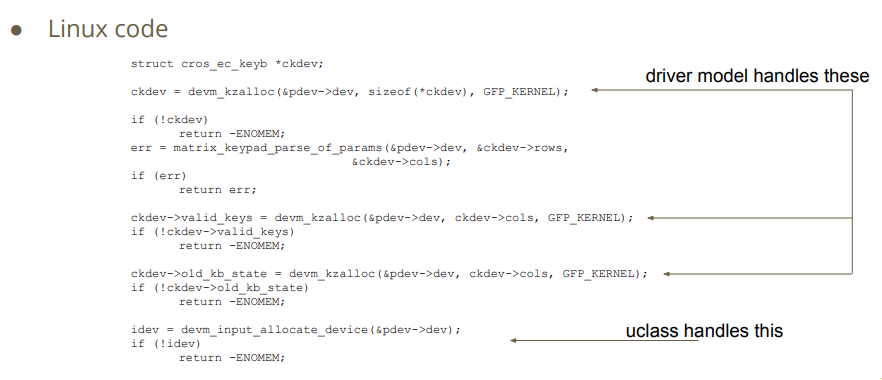 ● Linux code
struct cros_ec_keyb *ckdev;
driver model handles these
ckdev = devm_kzalloc(&pdev->dev, sizeof(*ckdev), GFP_KERNEL);
if (!ckdev)
return -ENOMEM;
err = matrix_keypad_parse_of_params(&pdev->dev, &ckdev->rows,
&ckdev->cols);
if (err)
return err;
ckdev->valid_keys = devm_kzalloc(&pdev->dev, ckdev->cols, GFP_KERNEL);
if (!ckdev->valid_keys)
return -ENOMEM;
ckdev->old_kb_state = devm_kzalloc(&pdev->dev, ckdev->cols, GFP_KERNEL);
if (!ckdev->old_kb_state)
return -ENOMEM;
idev = devm_input_allocate_device(&pdev->dev);
uclass handles this
if (!idev)
return -ENOMEM;